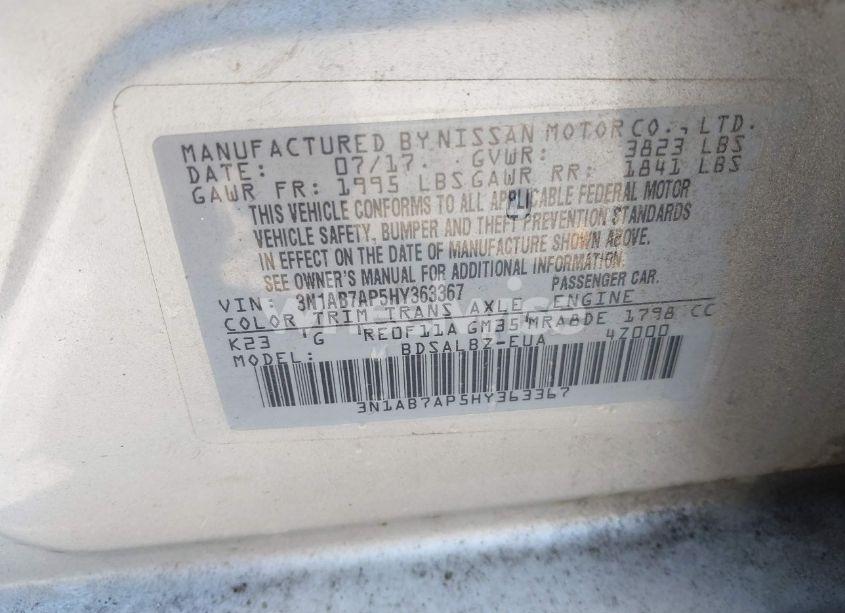 MANUFACTURED BY NISSAN MOTOR CO., LTD.
DATE: 07/17. GVWR: 3823 LBS
GAWR FR: 1995 LBS GAWR RR: 1841 LBS
THIS VEHICLE CONFORMS TO ALL APPLICABLE FEDERAL MOTOR
VEHICLE SAFETY, BUMPER AND THEFT PREVENTION STANDARDS
IN EFFECT ON THE DATE OF MANUFACTURE SHOWN ABOVE.
SEE OWNER'S MANUAL FOR ADDITIONAL INFORMATION.
VIN: 3N1AB7AP5HY363367 PASSENGER CAR.
COLOR TRIM TRANS AXLE ENGINE
K23 G RE0F11A GM35 MRA8DE 1798 CC
MODEL: BDSALBZ-EUA 47000
3N1AB7AP5HY363367